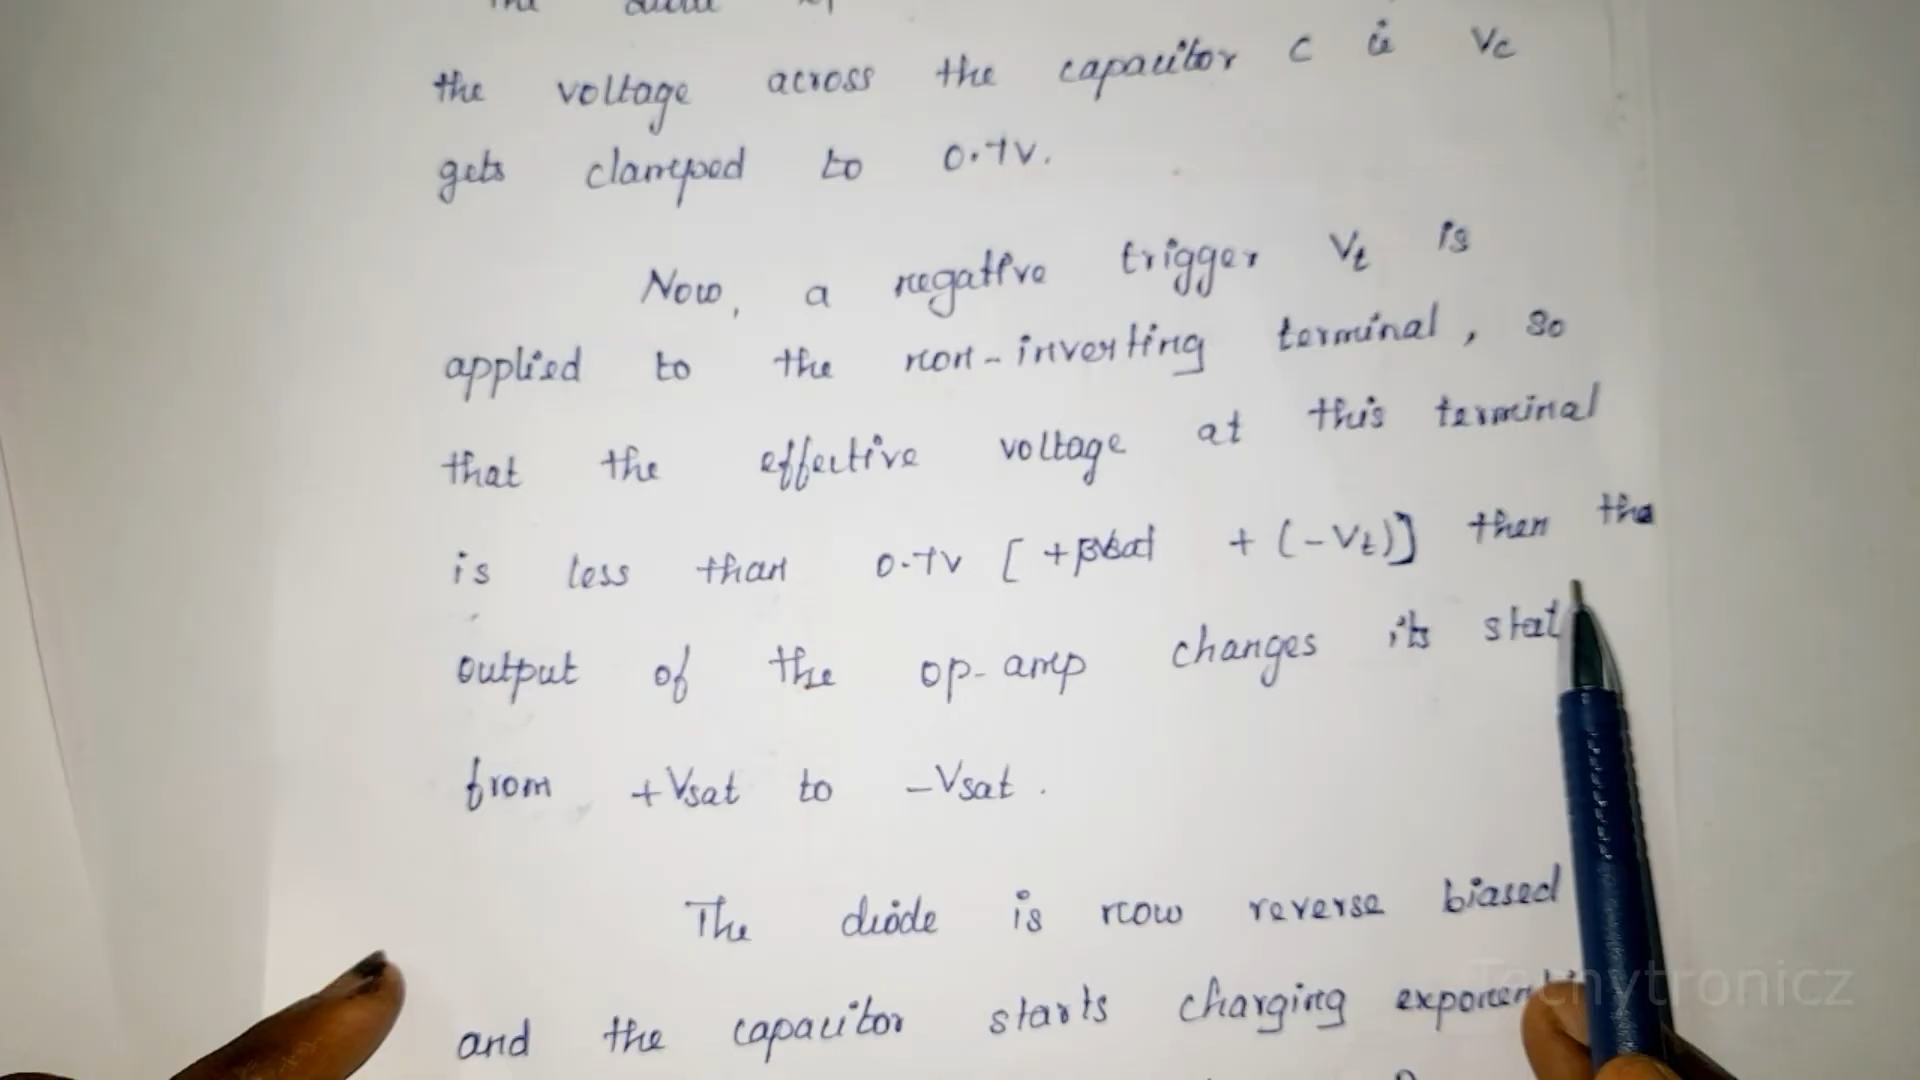 the voltage across the capacitor C is Vc
gets clamped to 0.7V.
Now, a negative trigger Vt is
applied to the non-inverting terminal, so
that the effective voltage at this terminal
is less than 0.7V [+βVsat + (-Vt)] then the
output of the op-amp changes its stat
from +Vsat to -Vsat.
The diode is now reverse biased
and the capacitor starts charging exponen
Techytronicz